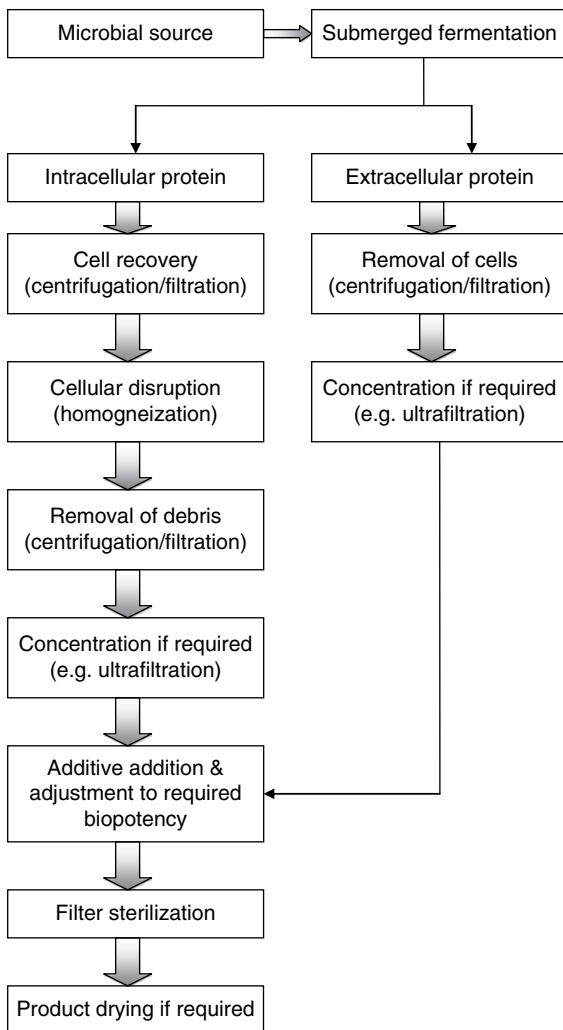 Microbial source
Submerged fermentation
Intracellular protein
Extracellular protein
Cell recovery
(centrifugation/filtration)
Removal of cells
(centrifugation/filtration)
Cellular disruption
(homogneization)
Concentration if required
(e.g. ultrafiltration)
Removal of debris
(centrifugation/filtration)
Concentration if required
(e.g. ultrafiltration)
Additive addition &
adjustment to required
biopotency
Filter sterilization
Product drying if required